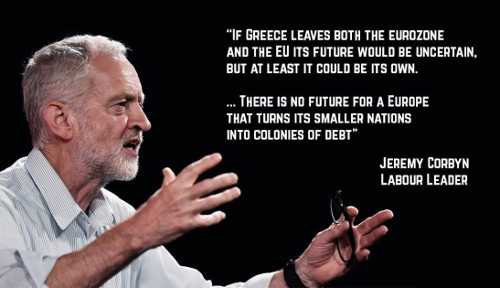 “If Greece leaves both the eurozone
and the EU its future would be uncertain,
but at least it could be its own.
... There is no future for a Europe
that turns its smaller nations
into colonies of debt”
Jeremy Corbyn
Labour Leader